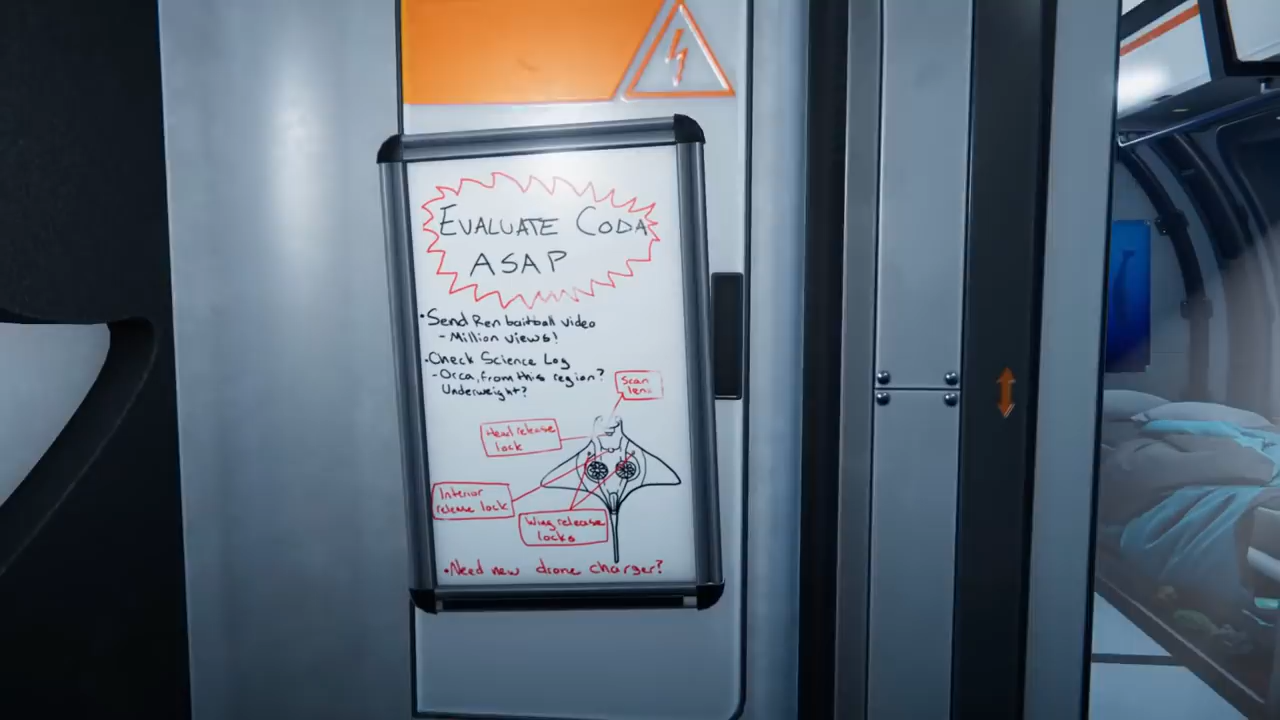 EVALUATE CODA
ASAP
•Send Ren baitball video
- Million views!
•Check Science Log
- Orca, from this region?
Underweight?
Scan
lens
Head release
lock
Interior
release lock
Wing release
locks
•Need new drone charger?